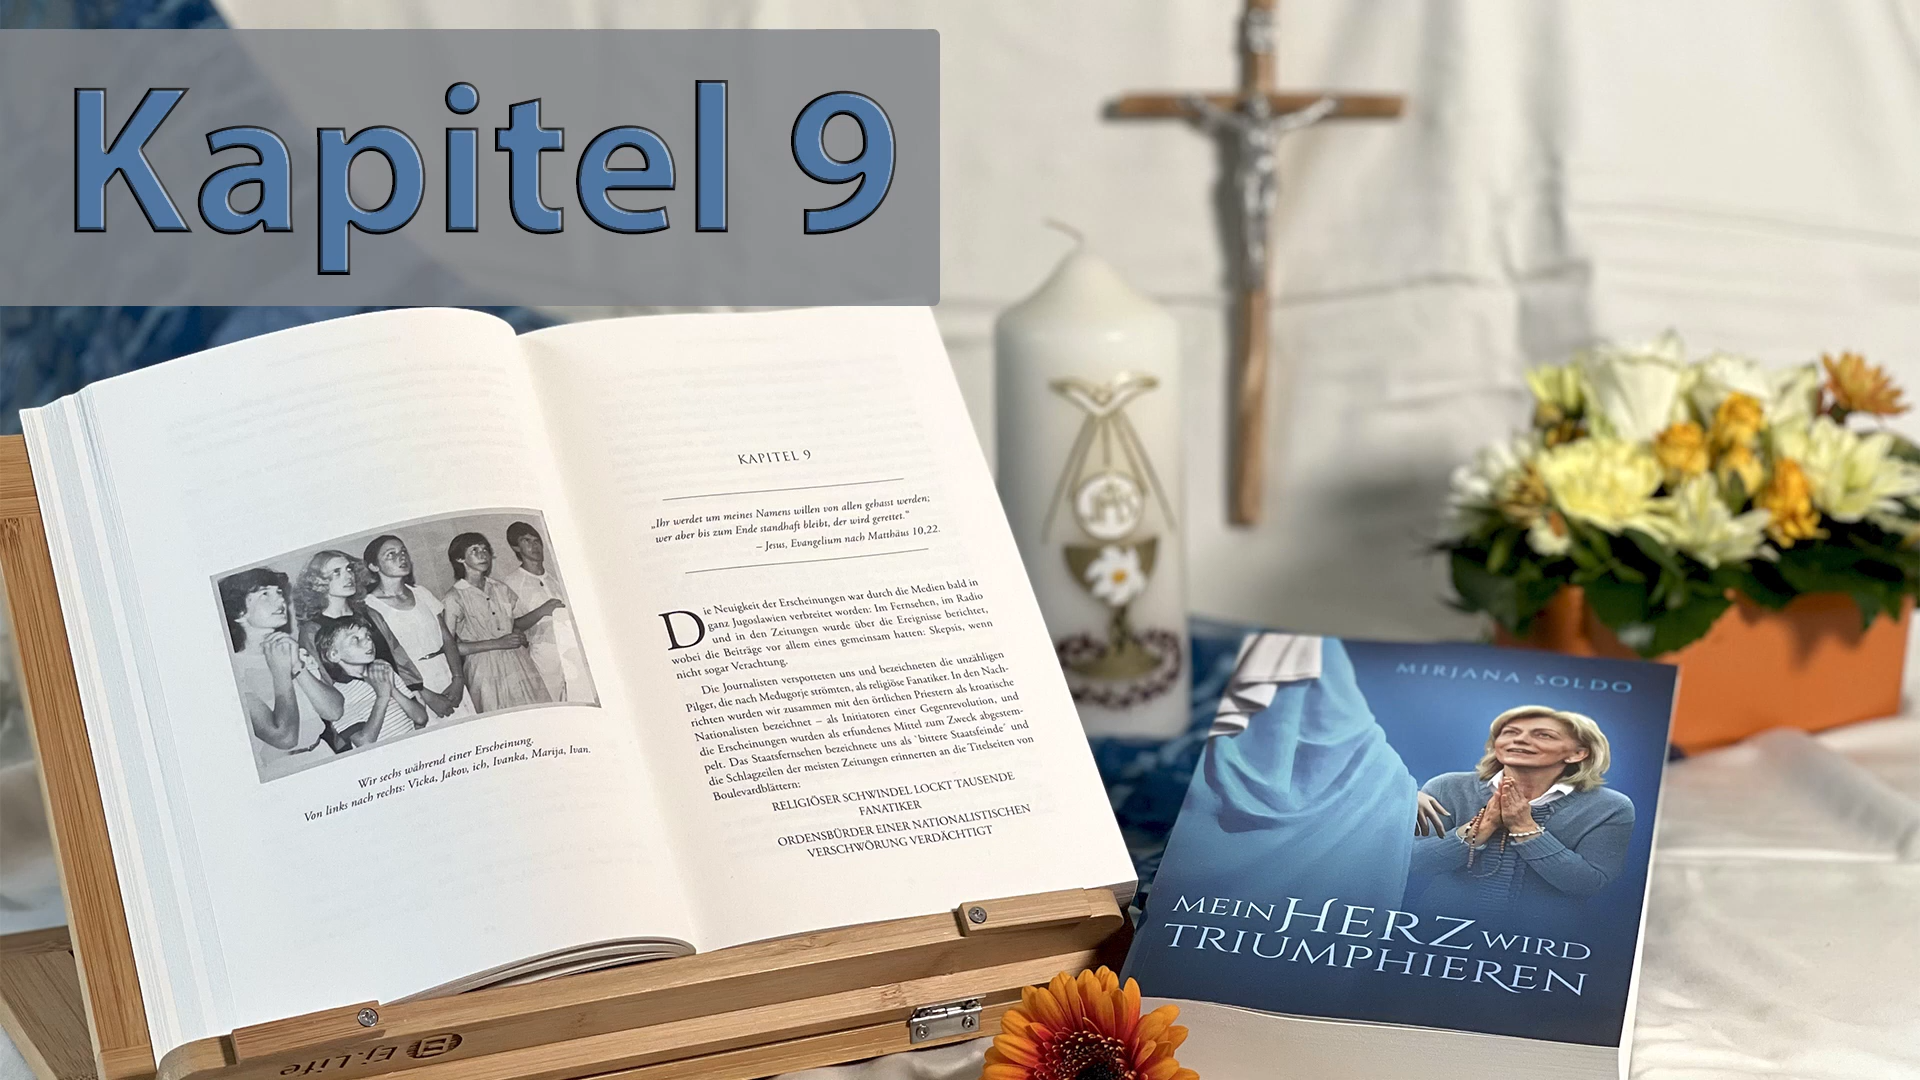 Kapitel 9
Wir sechs während einer Erscheinung.
Von links nach rechts: Vicka, Jakov, ich, Ivanka, Marija, Ivan.
KAPITEL 9
„Ihr werdet um meines Namens willen von allen gehasst werden;
wer aber bis zum Ende standhaft bleibt, der wird gerettet.“
– Jesus, Evangelium nach Matthäus 10,22.
Die Neuigkeit der Erscheinungen war durch die Medien bald in
ganz Jugoslawien verbreitet worden: Im Fernsehen, im Radio
und in den Zeitungen wurde über die Ereignisse berichtet,
wobei die Beiträge vor allem eines gemeinsam hatten: Skepsis, wenn
nicht sogar Verachtung.
Die Journalisten verspotteten uns und bezeichneten die unzähligen
Pilger, die nach Medugorje strömten, als religiöse Fanatiker. In den Nach-
richten wurden wir zusammen mit den örtlichen Priestern als kroatische
Nationalisten bezeichnet – als Initiatoren einer Gegenrevolution, und
die Erscheinungen wurden als erfundenes Mittel zum Zweck abgestem-
pelt. Das Staatsfernsehen bezeichnete uns als `bittere Staatsfeinde´ und
die Schlagzeilen der meisten Zeitungen erinnerten an die Titelseiten von
Boulevardblättern:
RELIGIÖSER SCHWINDEL LOCKT TAUSENDE
FANATIKER
ORDENSBÜRDER EINER NATIONALISTISCHEN
VERSCHWÖRUNG VERDÄCHTIGT
Ej.Life
MIRJANA SOLDO
MEIN HERZ WIRD
TRIUMPHIEREN